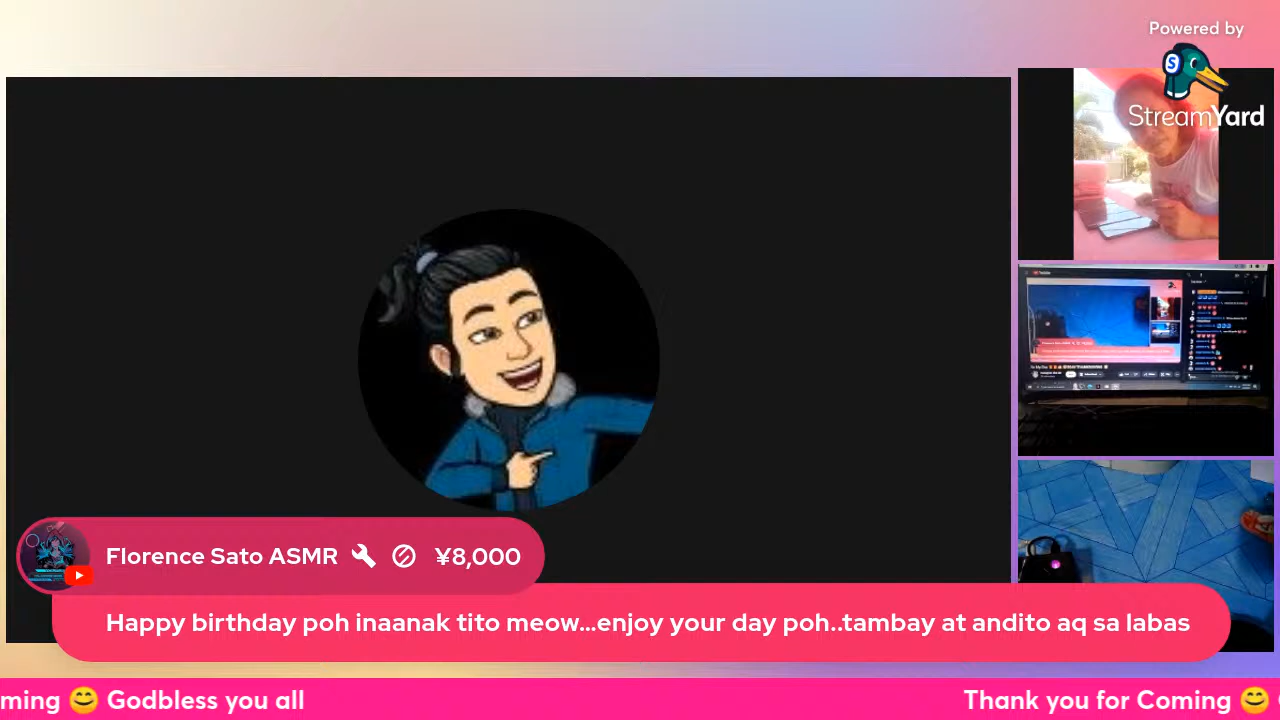 Powered by
StreamYard
Florence Sato ASMR ¥8,000
Happy birthday poh inaanak tito meow...enjoy your day poh..tambay at andito aq sa labas
ming 😊 Godbless you all
Thank you for Coming 😊